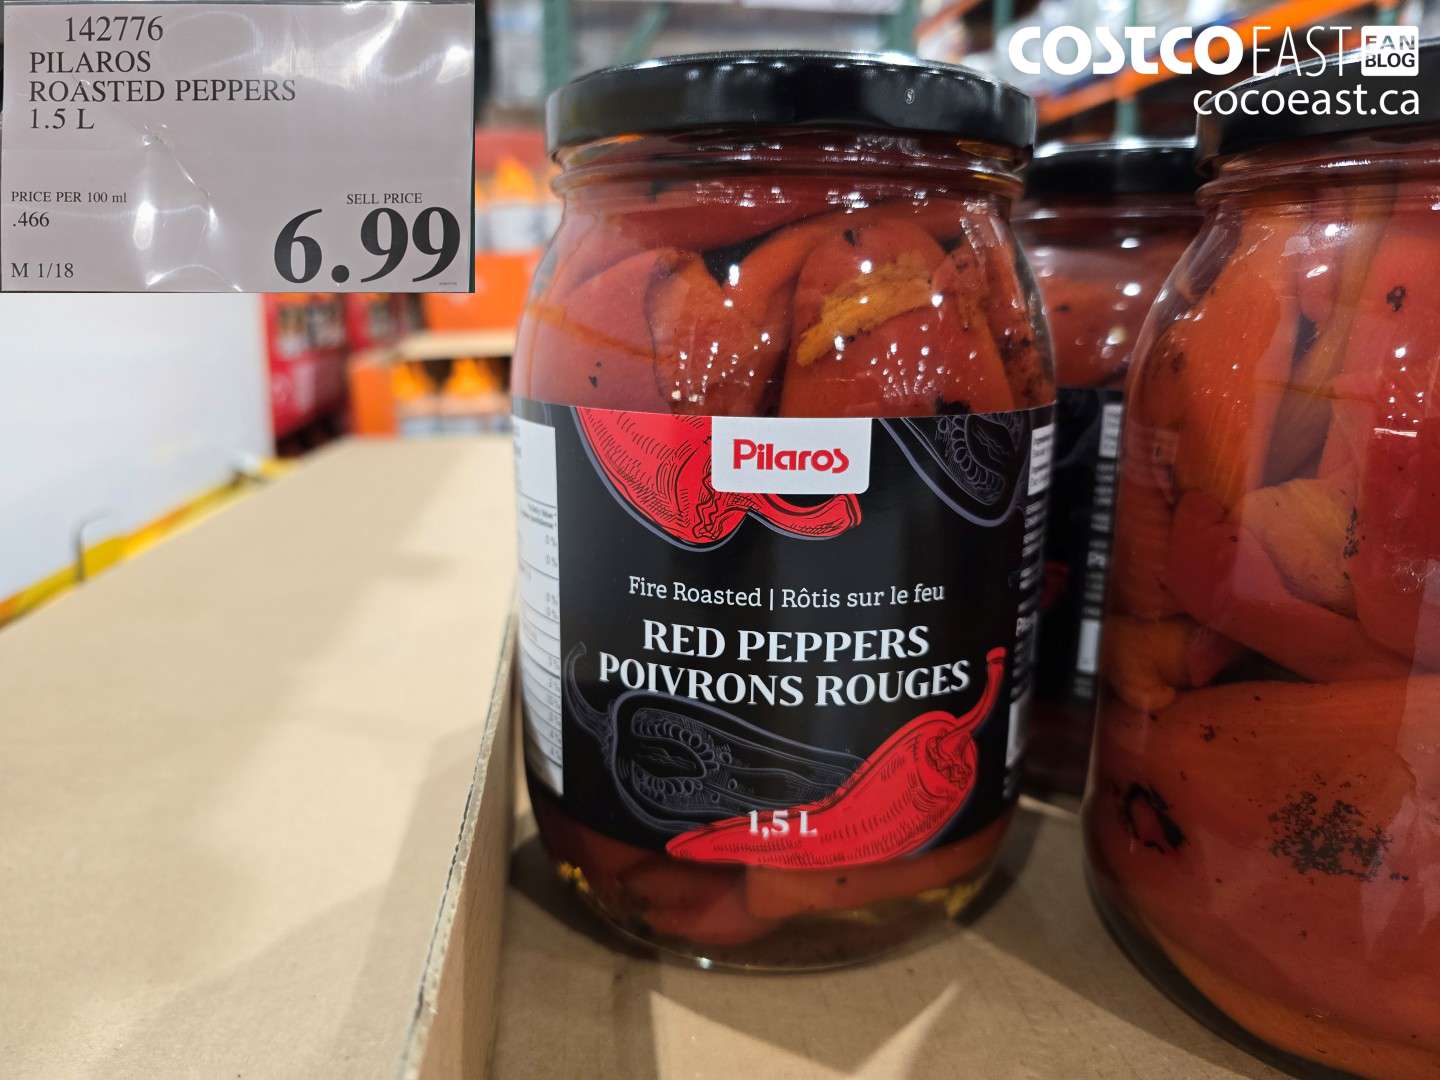 142776
PILAROS
ROASTED PEPPERS
1.5 L
PRICE PER 100 ml
.466
SELL PRICE
6.99
M 1/18
COSTCO EAST FAN BLOG
cocoeast.ca
Pilaros
Fire Roasted | Rôtis sur le feu
RED PEPPERS
POIVRONS ROUGES
1,5 L